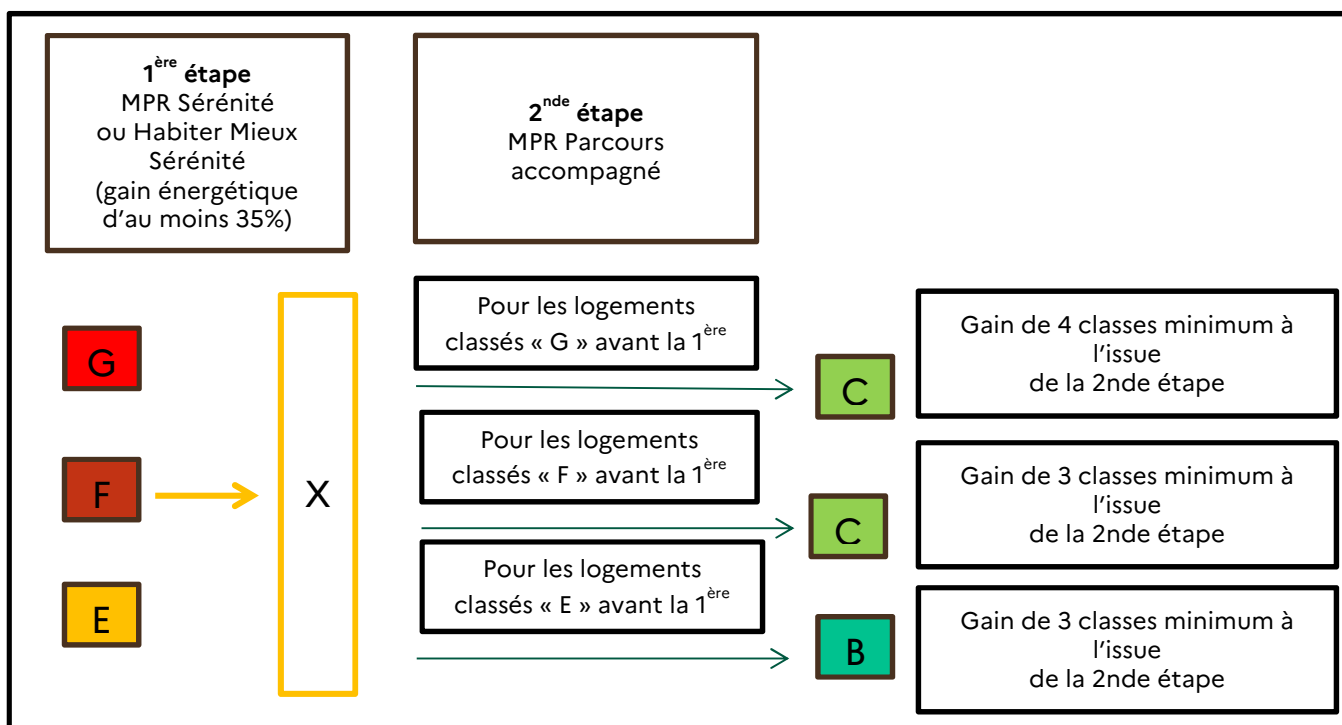 1ère étape
MPR Sérénité
ou Habiter Mieux
Sérénité
(gain énergétique
d'au moins 35%)
2nde étape
MPR Parcours
accompagné
G
F
E
X
Pour les logements
classés « G » avant la 1ère
C
Gain de 4 classes minimum à
l'issue
de la 2nde étape
Pour les logements
classés « F » avant la 1ère
C
Gain de 3 classes minimum à
l'issue
de la 2nde étape
Pour les logements
classés « E » avant la 1ère
B
Gain de 3 classes minimum à
l'issue
de la 2nde étape